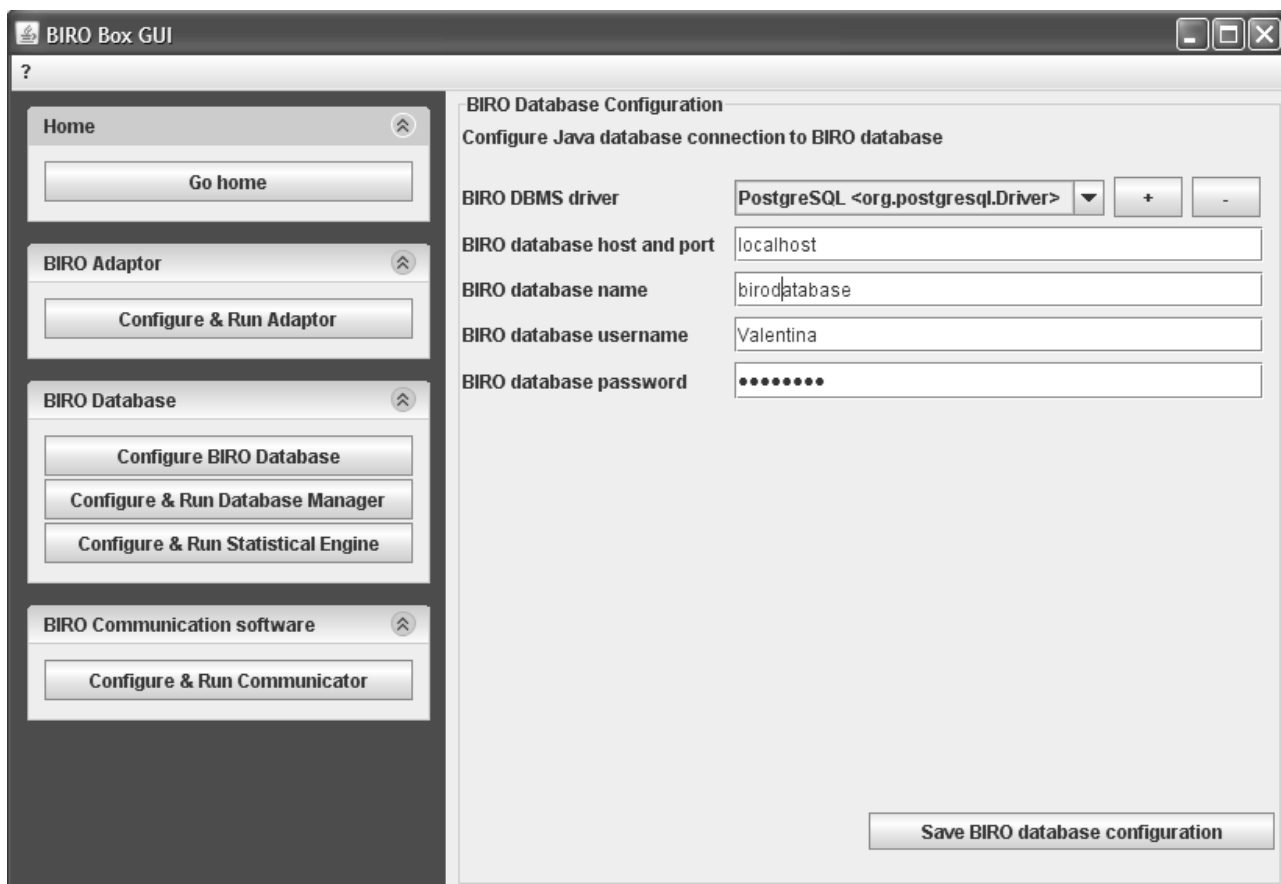 BIRO Box GUI
?
Home
Go home
BIRO Adaptor
Configure & Run Adaptor
BIRO Database
Configure BIRO Database
Configure & Run Database Manager
Configure & Run Statistical Engine
BIRO Communication software
Configure & Run Communicator
BIRO Database Configuration
Configure Java database connection to BIRO database
BIRO DBMS driver PostgreSQL <org.postgresql.Driver> + -
BIRO database host and port localhost
BIRO database name birodatabase
BIRO database username Valentina
BIRO database password ••••••••
Save BIRO database configuration